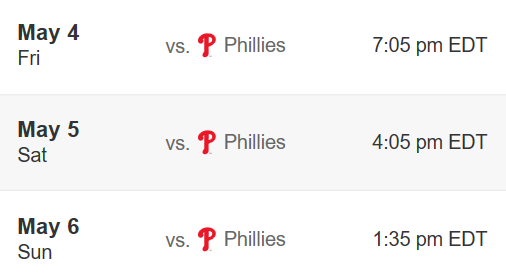 May 4
Fri
vs. P Phillies
7:05 pm EDT
May 5
Sat
vs. P Phillies
4:05 pm EDT
May 6
Sun
vs. P Phillies
1:35 pm EDT